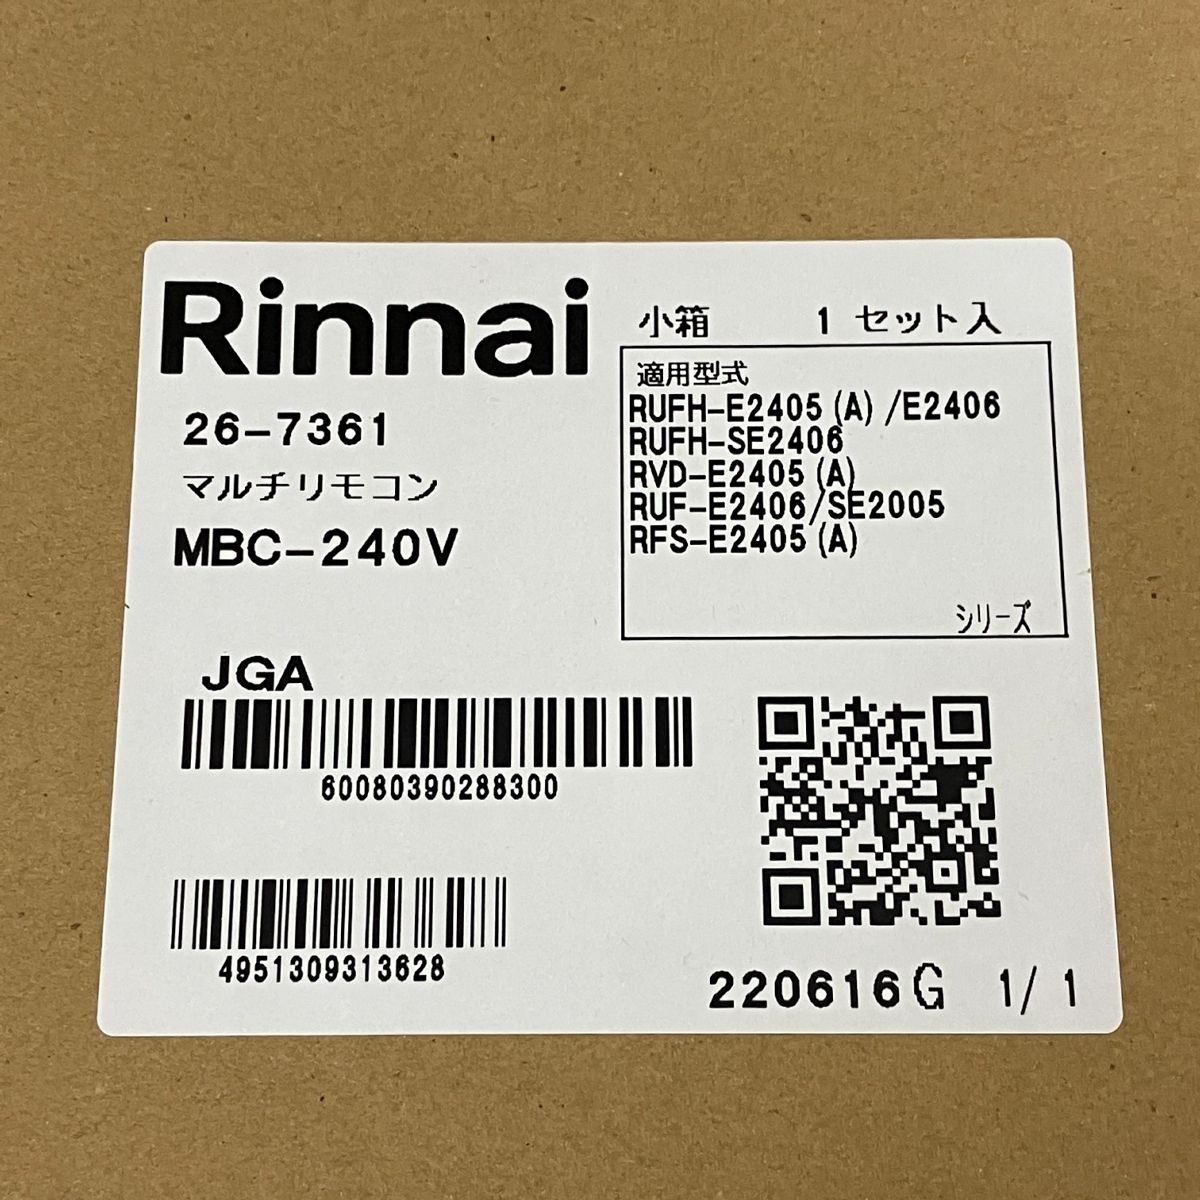 Rinnai
26-7361
マルチリモコン
MBC-240V
小箱 1 セット入
適用型式
RUFH-E2405(A)/E2406
RUFH-SE2406
RVD-E2405(A)
RUF-E2406/SE2005
RFS-E2405(A)
シリーズ
JGA
60080390288300
4951309313628
220616G 1/1